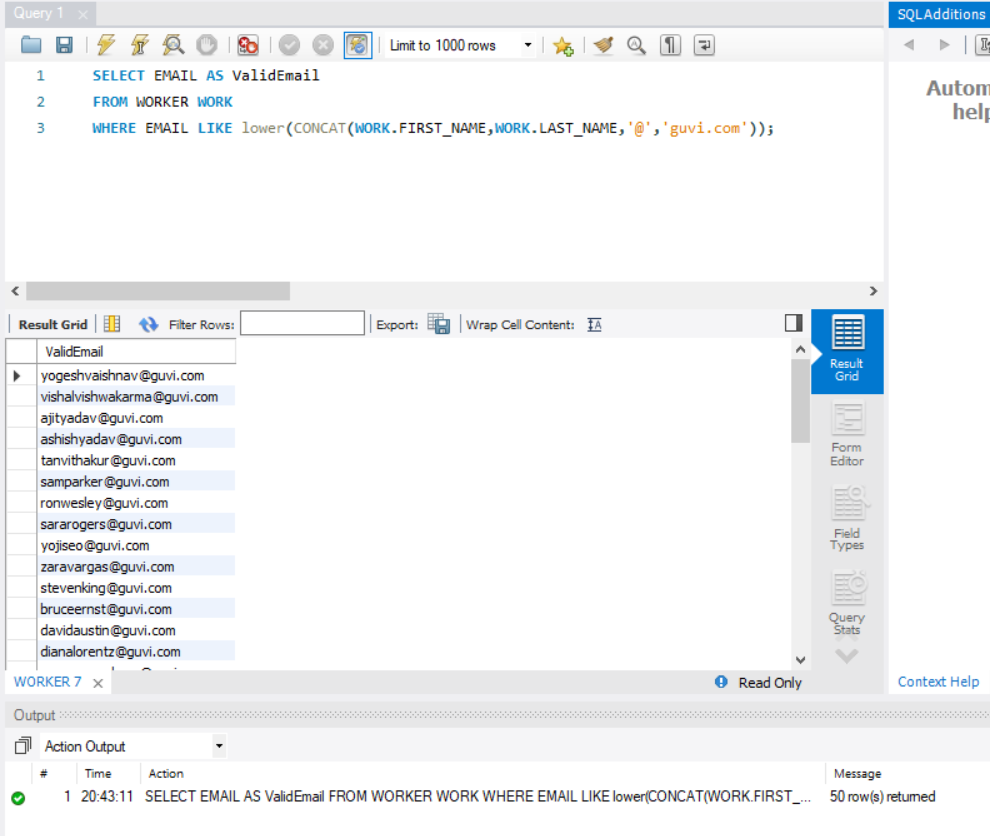 Query 1
SQLAdditions
Limit to 1000 rows
1 SELECT EMAIL AS ValidEmail
2 FROM WORKER WORK
3 WHERE EMAIL LIKE lower(CONCAT(WORK.FIRST_NAME,WORK.LAST_NAME,'@','guvi.com'));
Autom
help
Result Grid
Filter Rows:
Export:
Wrap Cell Content:
ValidEmail
yogeshvaishnav@guvi.com
vishalvishwakarma@guvi.com
ajityadav@guvi.com
ashishyadav@guvi.com
tanvithakur@guvi.com
samparker@guvi.com
ronwesley@guvi.com
sararogers@guvi.com
yojiseo@guvi.com
zaravargas@guvi.com
stevenking@guvi.com
bruceernst@guvi.com
davidaustin@guvi.com
dianalorentz@guvi.com
Result
Grid
Form
Editor
Field
Types
Query
Stats
WORKER 7
Read Only
Context Help
Output
Action Output
# Time Action Message
1 20:43:11 SELECT EMAIL AS ValidEmail FROM WORKER WORK WHERE EMAIL LIKE lower(CONCAT(WORK.FIRST_... 50 row(s) returned